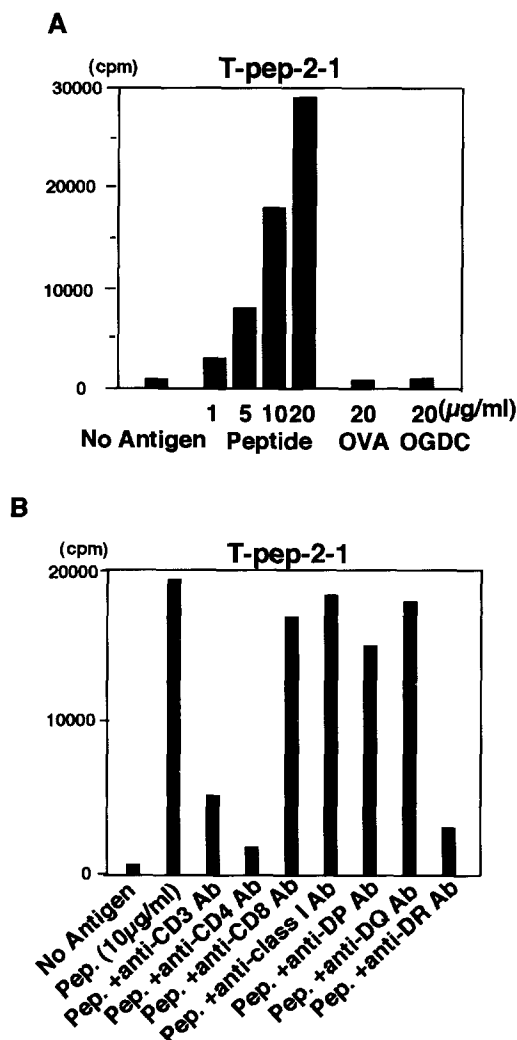 A
(cpm)
T-pep-2-1
30000
20000
10000
0
1 5 10 20 20 20 (µg/ml)
No Antigen Peptide OVA OGDC
B
(cpm)
T-pep-2-1
20000
10000
0
No Antigen
Pep. (10µg/ml)
Pep. +anti-CD3 Ab
Pep. +anti-CD4 Ab
Pep. +anti-CD8 Ab
Pep. +anti-class I Ab
Pep. +anti-DP Ab
Pep. +anti-DQ Ab
Pep. +anti-DR Ab